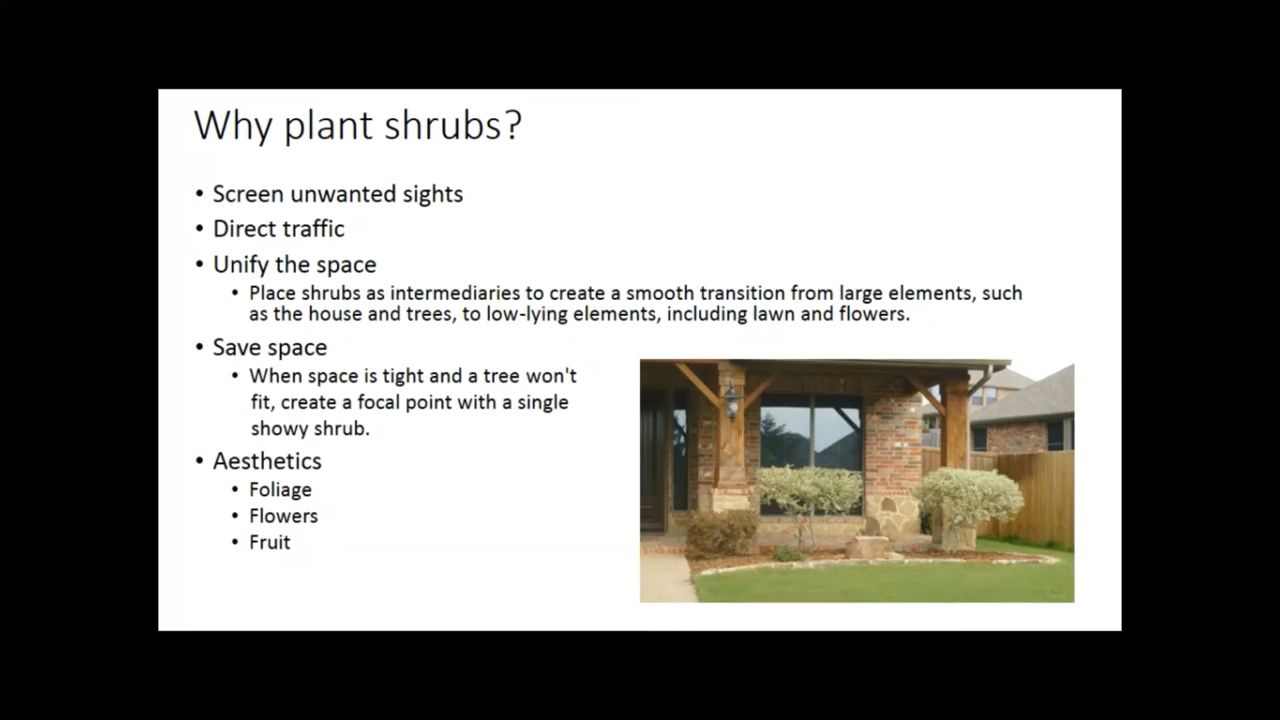 Why plant shrubs?
• Screen unwanted sights
• Direct traffic
• Unify the space
• Place shrubs as intermediaries to create a smooth transition from large elements, such
as the house and trees, to low-lying elements, including lawn and flowers.
• Save space
• When space is tight and a tree won't
fit, create a focal point with a single
showy shrub.
• Aesthetics
• Foliage
• Flowers
• Fruit